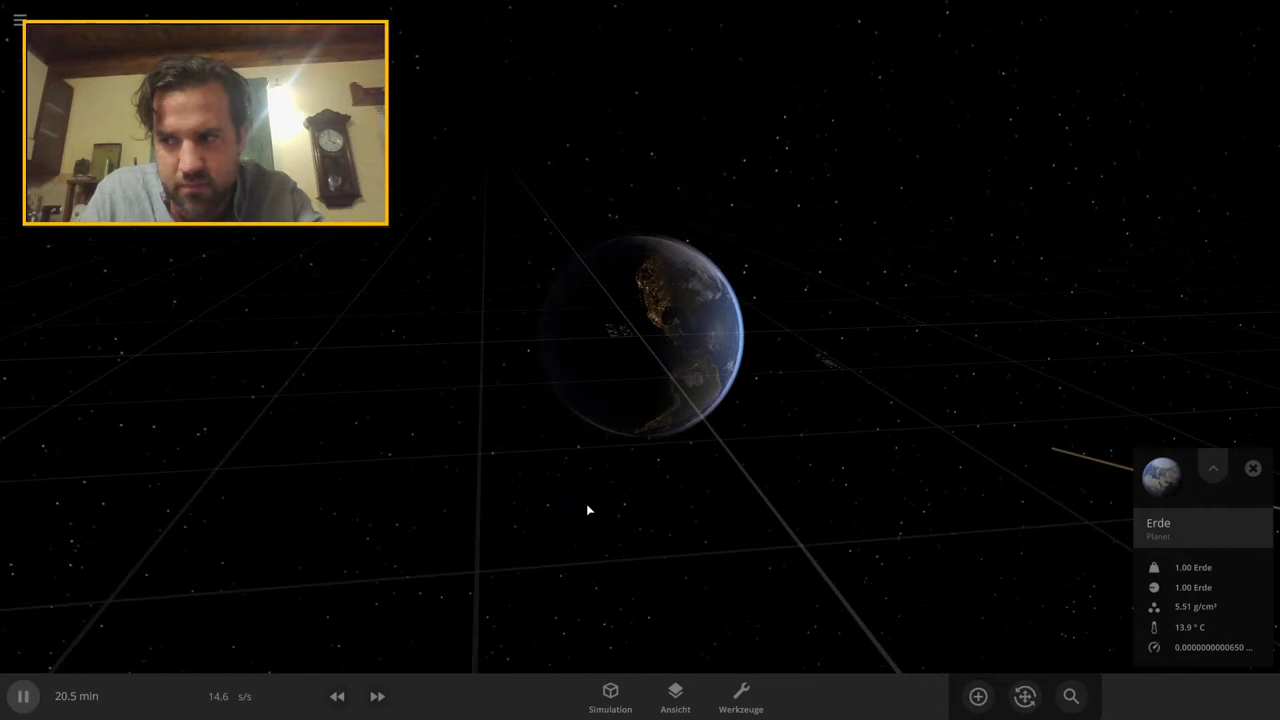 Erde
Planet
1.00 Erde
1.00 Erde
5.51 g/cm³
13.9 ° C
0.0000000000650 ...
20.5 min
14,6 s/s
Simulation
Ansicht
Werkzeuge